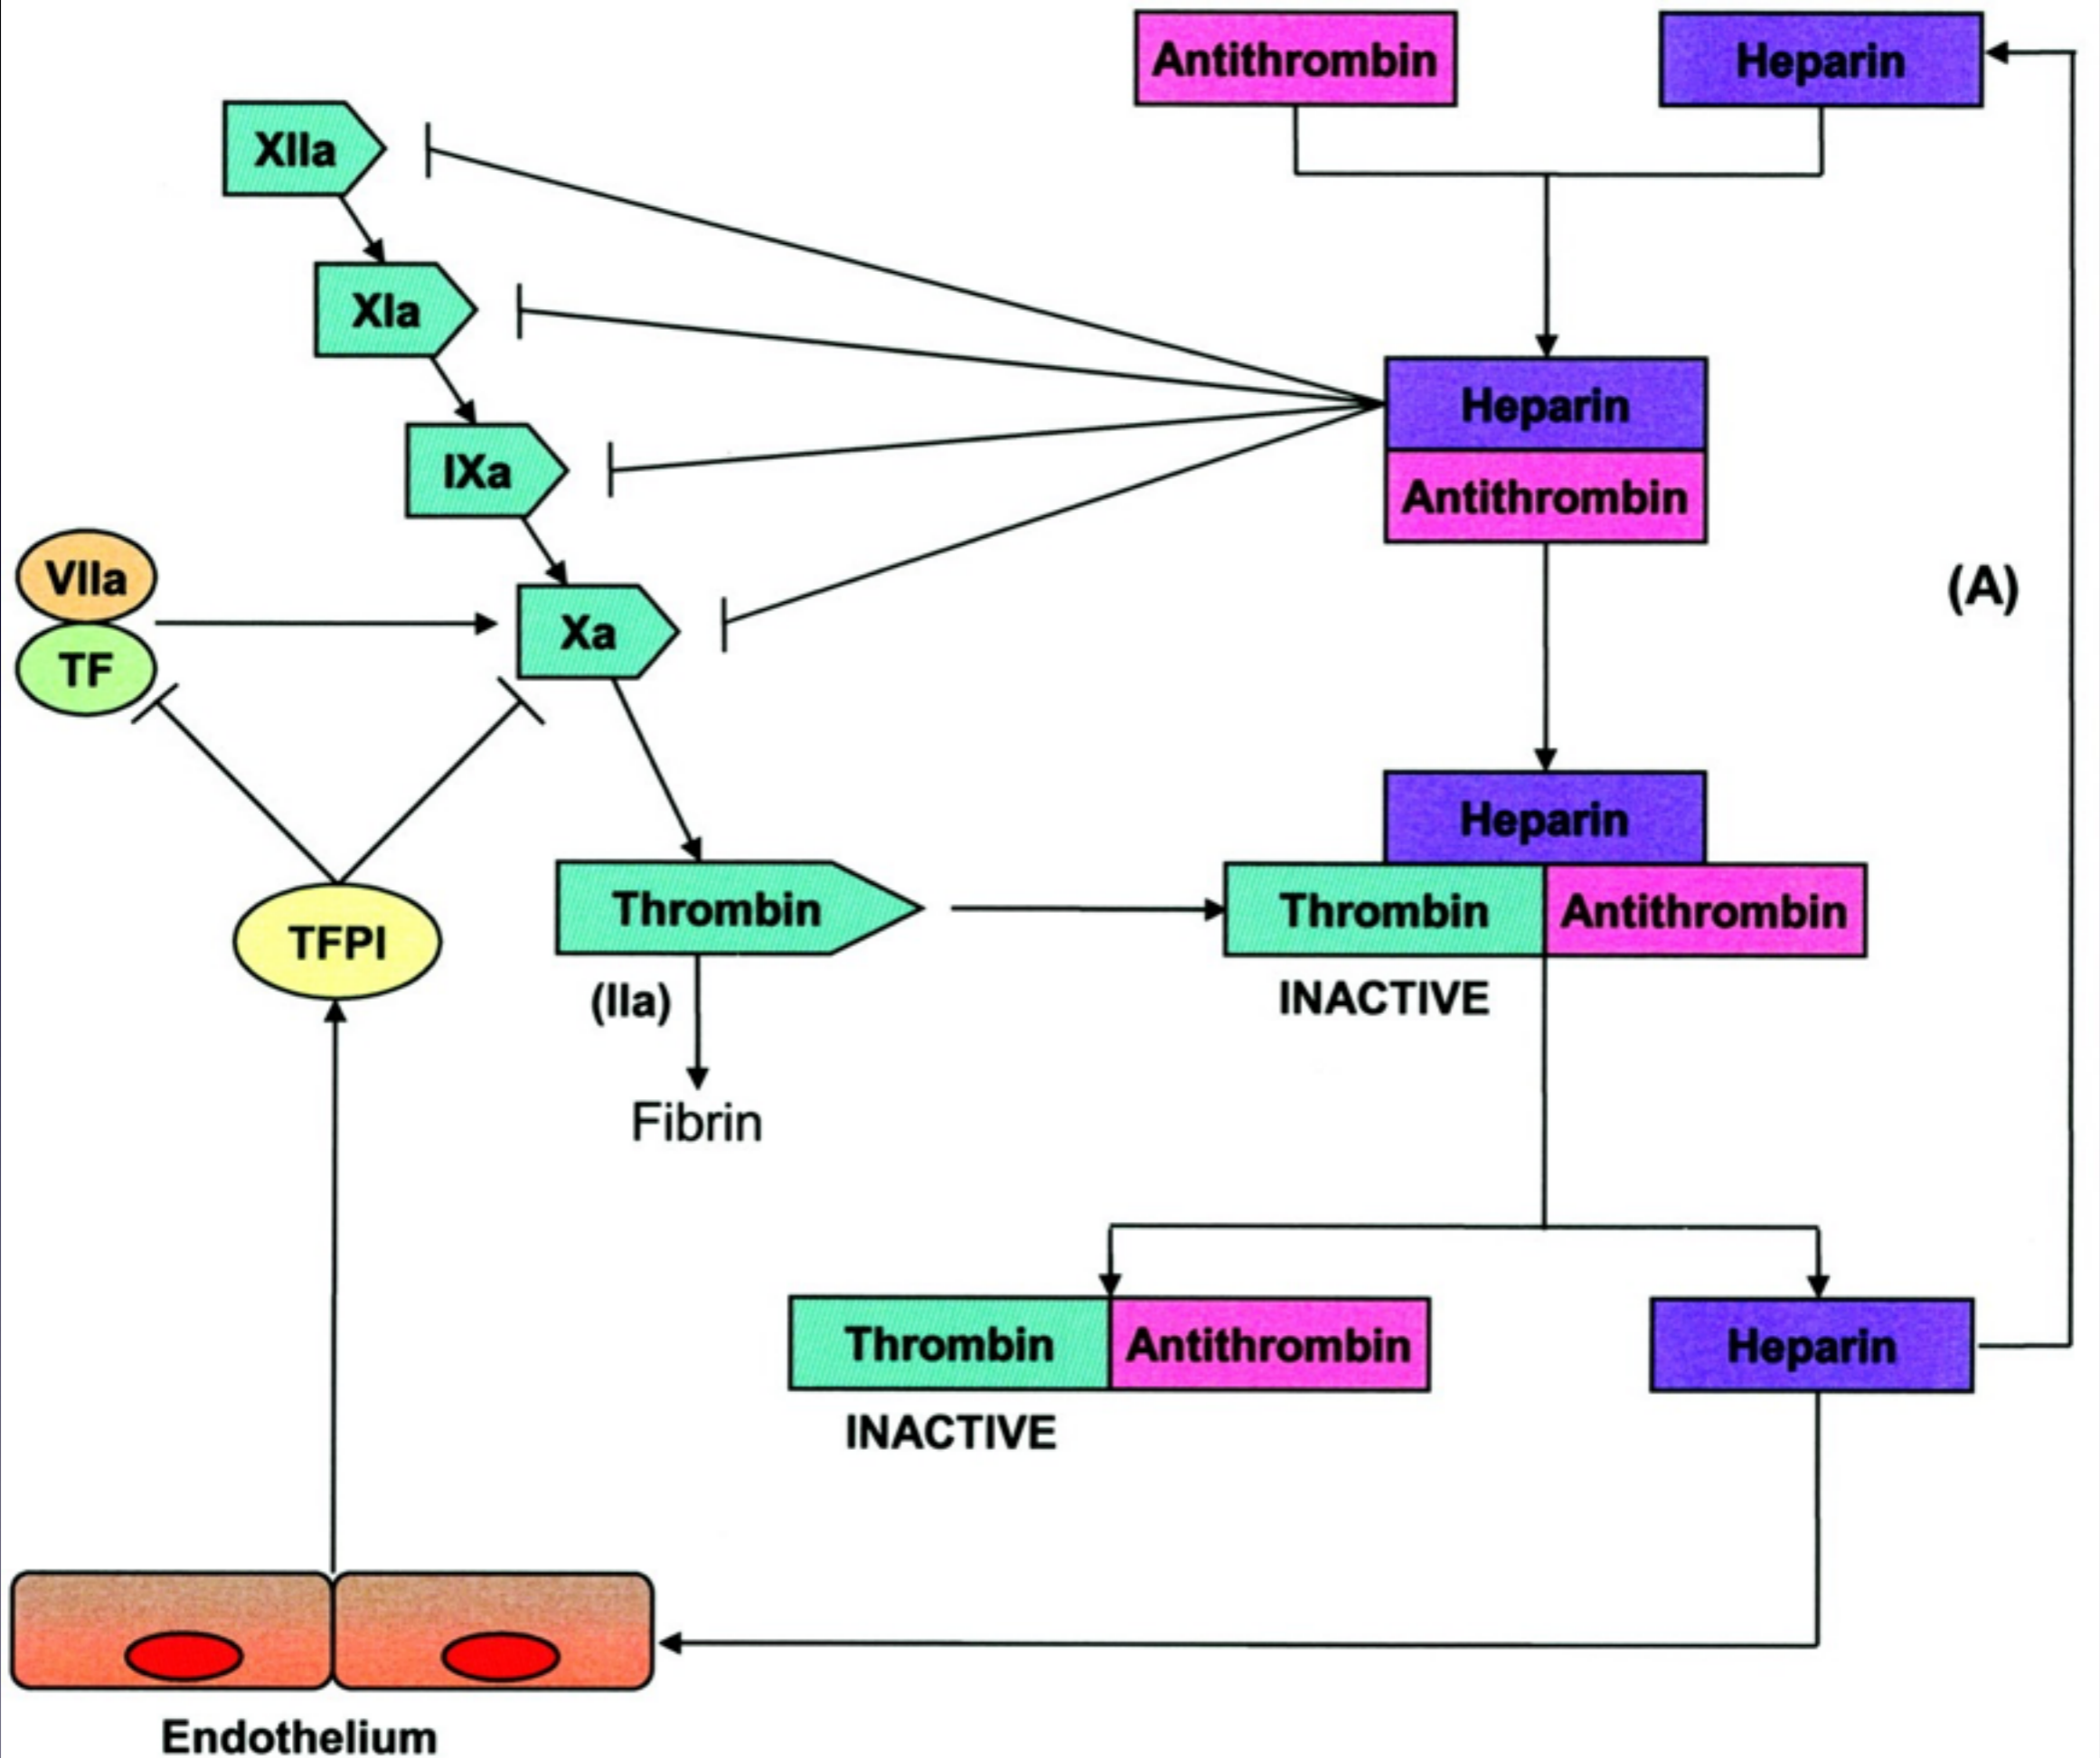 Antithrombin
Heparin
XIIa
XIa
Heparin
IXa
Antithrombin
VIIa
(A)
Xa
TF
Heparin
Thrombin
Thrombin
Antithrombin
TFPI
(IIa)
INACTIVE
Fibrin
Thrombin
Antithrombin
Heparin
INACTIVE
Endothelium